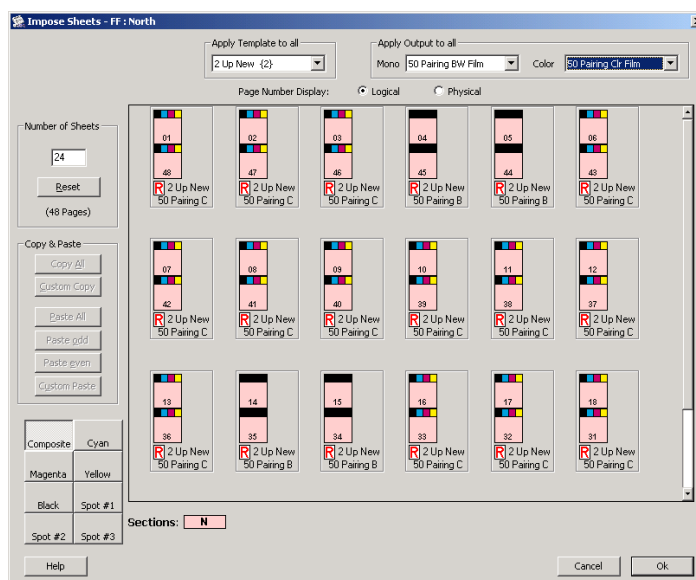 Impose Sheets - FF : North
Apply Template to all
Apply Output to all
2 Up New {2}
Mono 50 Pairing BW Film Color 50 Pairing Clr Film
Page Number Display: Logical Physical
Number of Sheets
24
Reset
(48 Pages)
Copy & Paste
Copy All
Custom Copy
Paste All
Paste odd
Paste even
Custom Paste
Composite Cyan
Magenta Yellow
Black Spot #1
Spot #2 Spot #3
01 02 03 04 05 06
48 47 46 45 44 43
R 2 Up New R 2 Up New R 2 Up New R 2 Up New R 2 Up New R 2 Up New
50 Pairing C 50 Pairing C 50 Pairing C 50 Pairing B 50 Pairing B 50 Pairing C
07 08 09 10 11 12
42 41 40 39 38 37
R 2 Up New R 2 Up New R 2 Up New R 2 Up New R 2 Up New R 2 Up New
50 Pairing C 50 Pairing C 50 Pairing C 50 Pairing C 50 Pairing C 50 Pairing C
13 14 15 16 17 18
36 35 34 33 32 31
R 2 Up New R 2 Up New R 2 Up New R 2 Up New R 2 Up New R 2 Up New
50 Pairing C 50 Pairing B 50 Pairing B 50 Pairing C 50 Pairing C 50 Pairing C
Sections: N
Help Cancel Ok